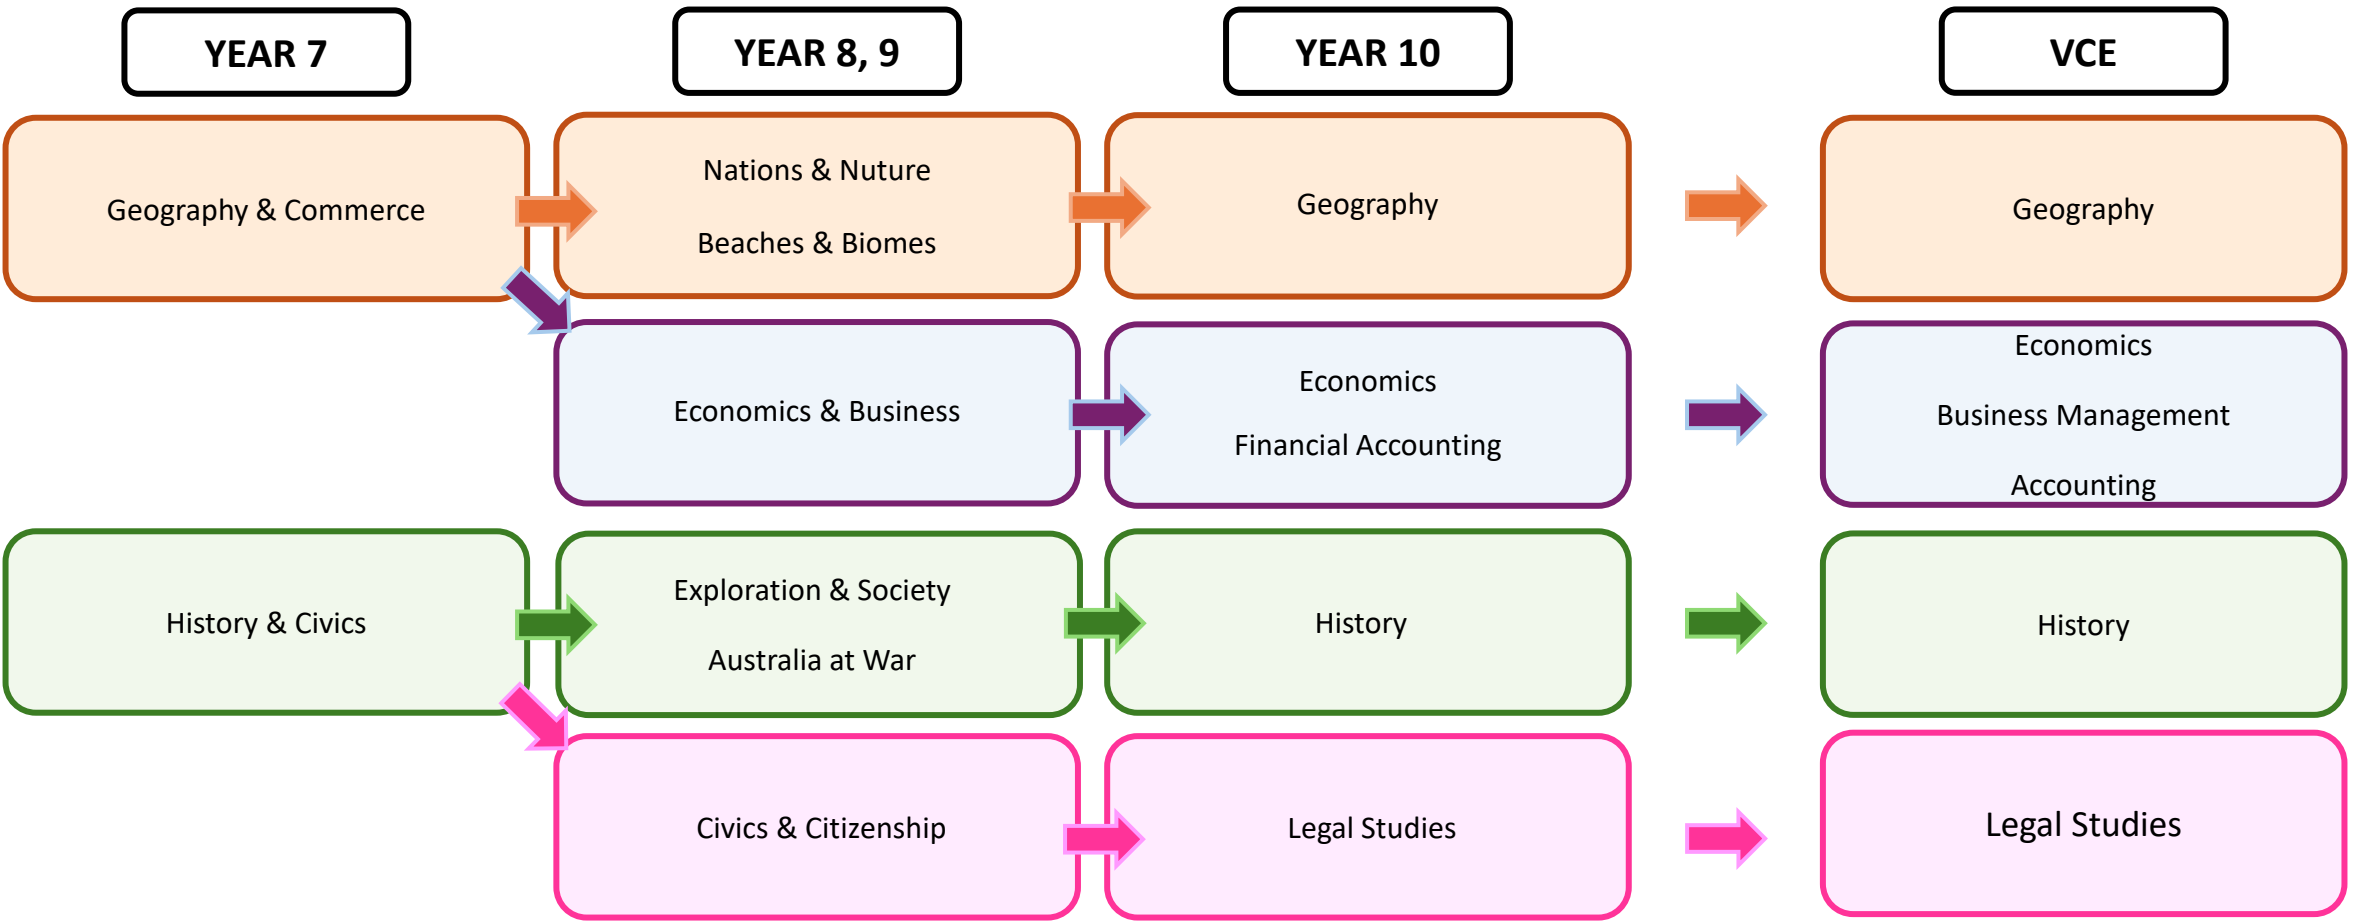 YEAR 7
YEAR 8, 9
YEAR 10
VCE
Geography & Commerce
Nations & Nuture
Beaches & Biomes
Geography
Geography
Economics & Business
Economics
Financial Accounting
Economics
Business Management
Accounting
History & Civics
Exploration & Society
Australia at War
History
History
Civics & Citizenship
Legal Studies
Legal Studies